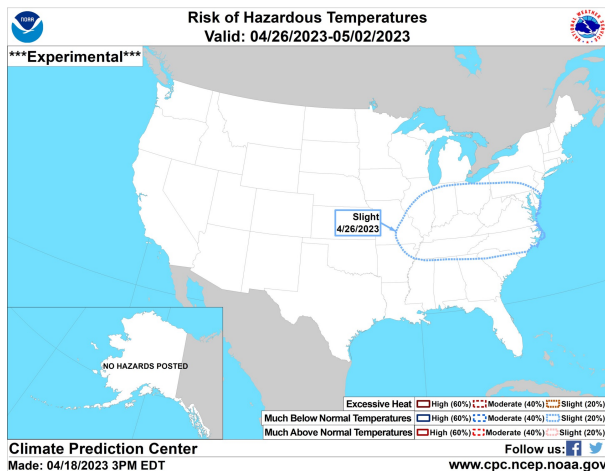 NOAA
Risk of Hazardous Temperatures
Valid: 04/26/2023-05/02/2023
***Experimental***
Slight
4/26/2023
NO HAZARDS POSTED
Excessive Heat High (60%) Moderate (40%) Slight (20%)
Much Below Normal Temperatures High (60%) Moderate (40%) Slight (20%)
Much Above Normal Temperatures High (60%) Moderate (40%) Slight (20%)
Climate Prediction Center
Follow us:
Made: 04/18/2023 3PM EDT
www.cpc.ncep.noaa.gov